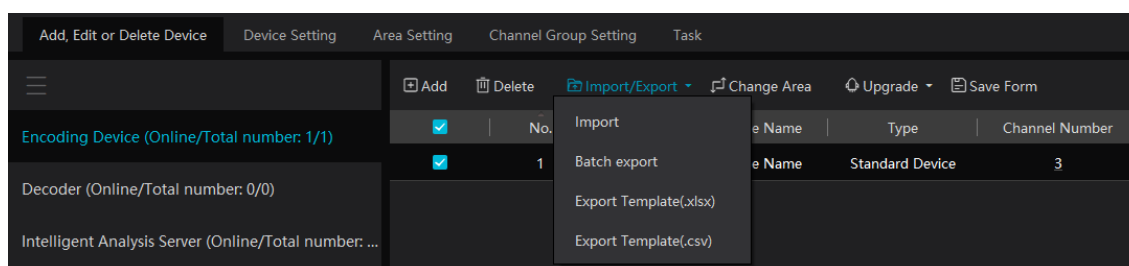 Add, Edit or Delete Device Device Setting Area Setting Channel Group Setting Task
Add Delete Import/Export Change Area Upgrade Save Form
Encoding Device (Online/Total number: 1/1)
No. e Name Type Channel Number
1 e Name Standard Device 3
Import
Batch export
Export Template(.xlsx)
Export Template(.csv)
Decoder (Online/Total number: 0/0)
Intelligent Analysis Server (Online/Total number: ...